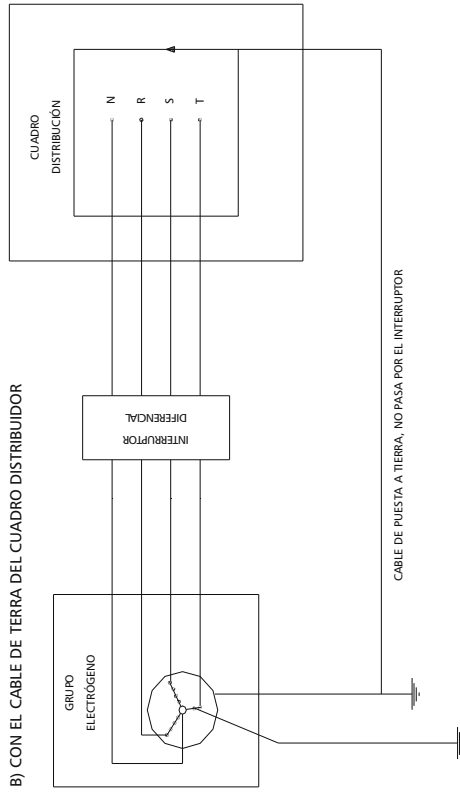 B) CON EL CABLE DE TERRA DEL CUADRO DISTRIBUIDOR
GRUPO
ELECTRÓGENO
INTERRUPTOR
DIFERENCIAL
CUADRO
DISTRIBUCIÓN
N
R
S
T
CABLE DE PUESTA A TIERRA, NO PASA POR EL INTERRUPTOR